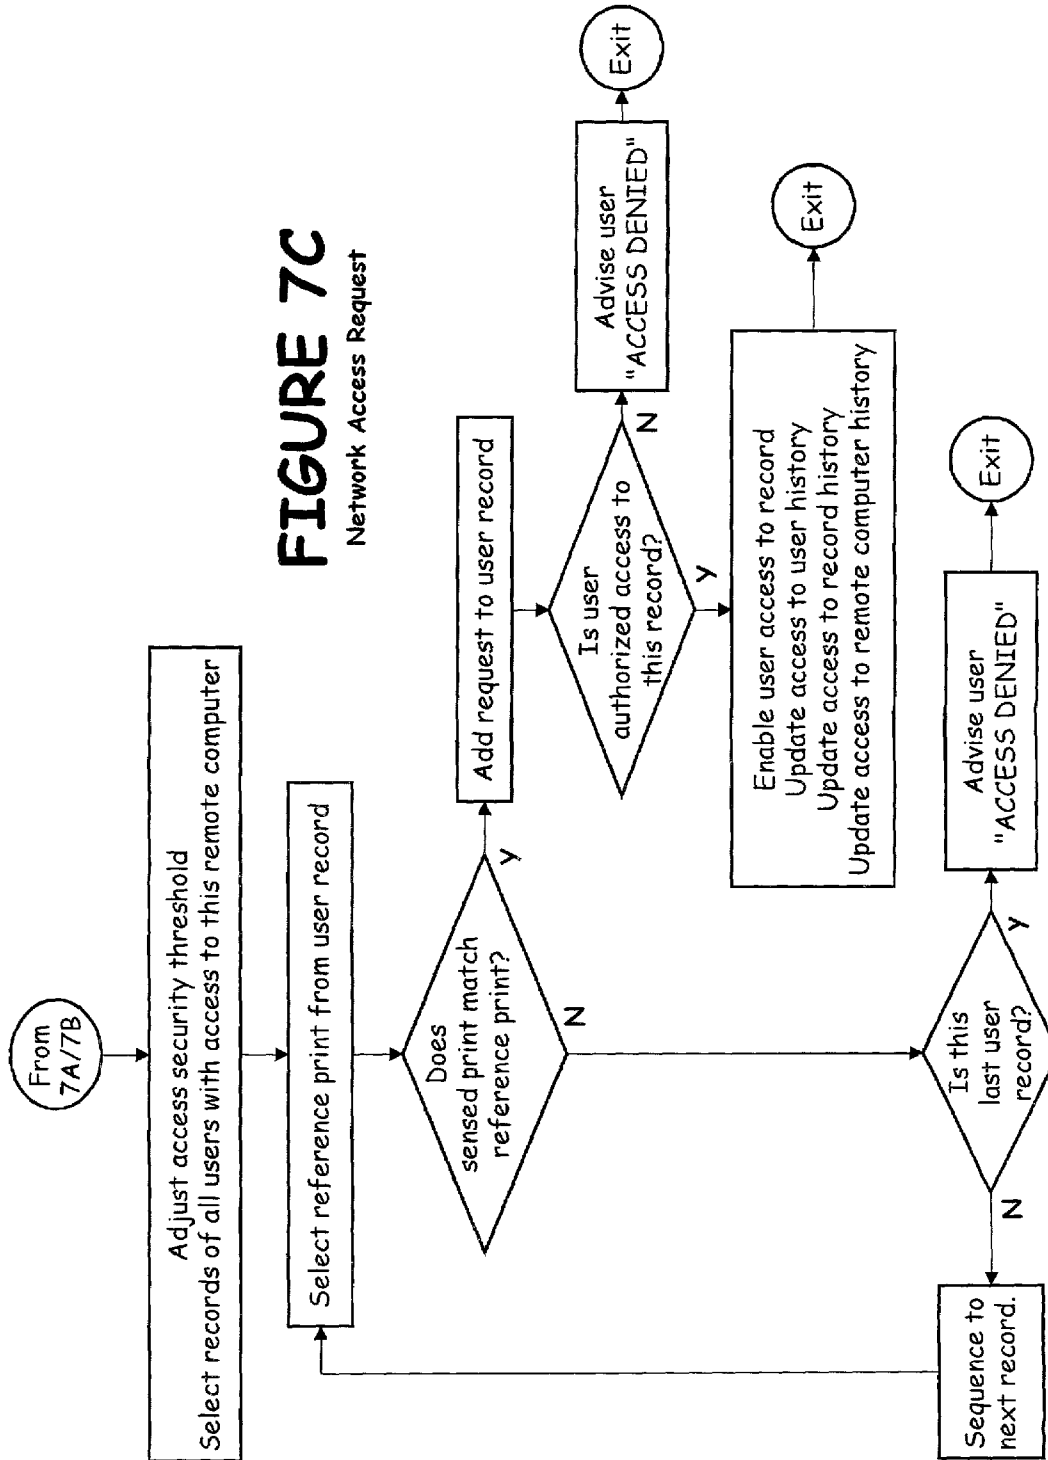 FIGURE 7C
Network Access Request
From
7A/7B
Adjust access security threshold
Select records of all users with access to this remote computer
Select reference print from user record
Does
sensed print match
reference print?
Y
N
Add request to user record
Is user
authorized access to
this record?
N
Y
Advise user
"ACCESS DENIED"
Exit
Enable user access to record
Update access to user history
Update access to record history
Update access to remote computer history
Exit
Is this
last user
record?
Y
N
Advise user
"ACCESS DENIED"
Exit
Sequence to
next record.